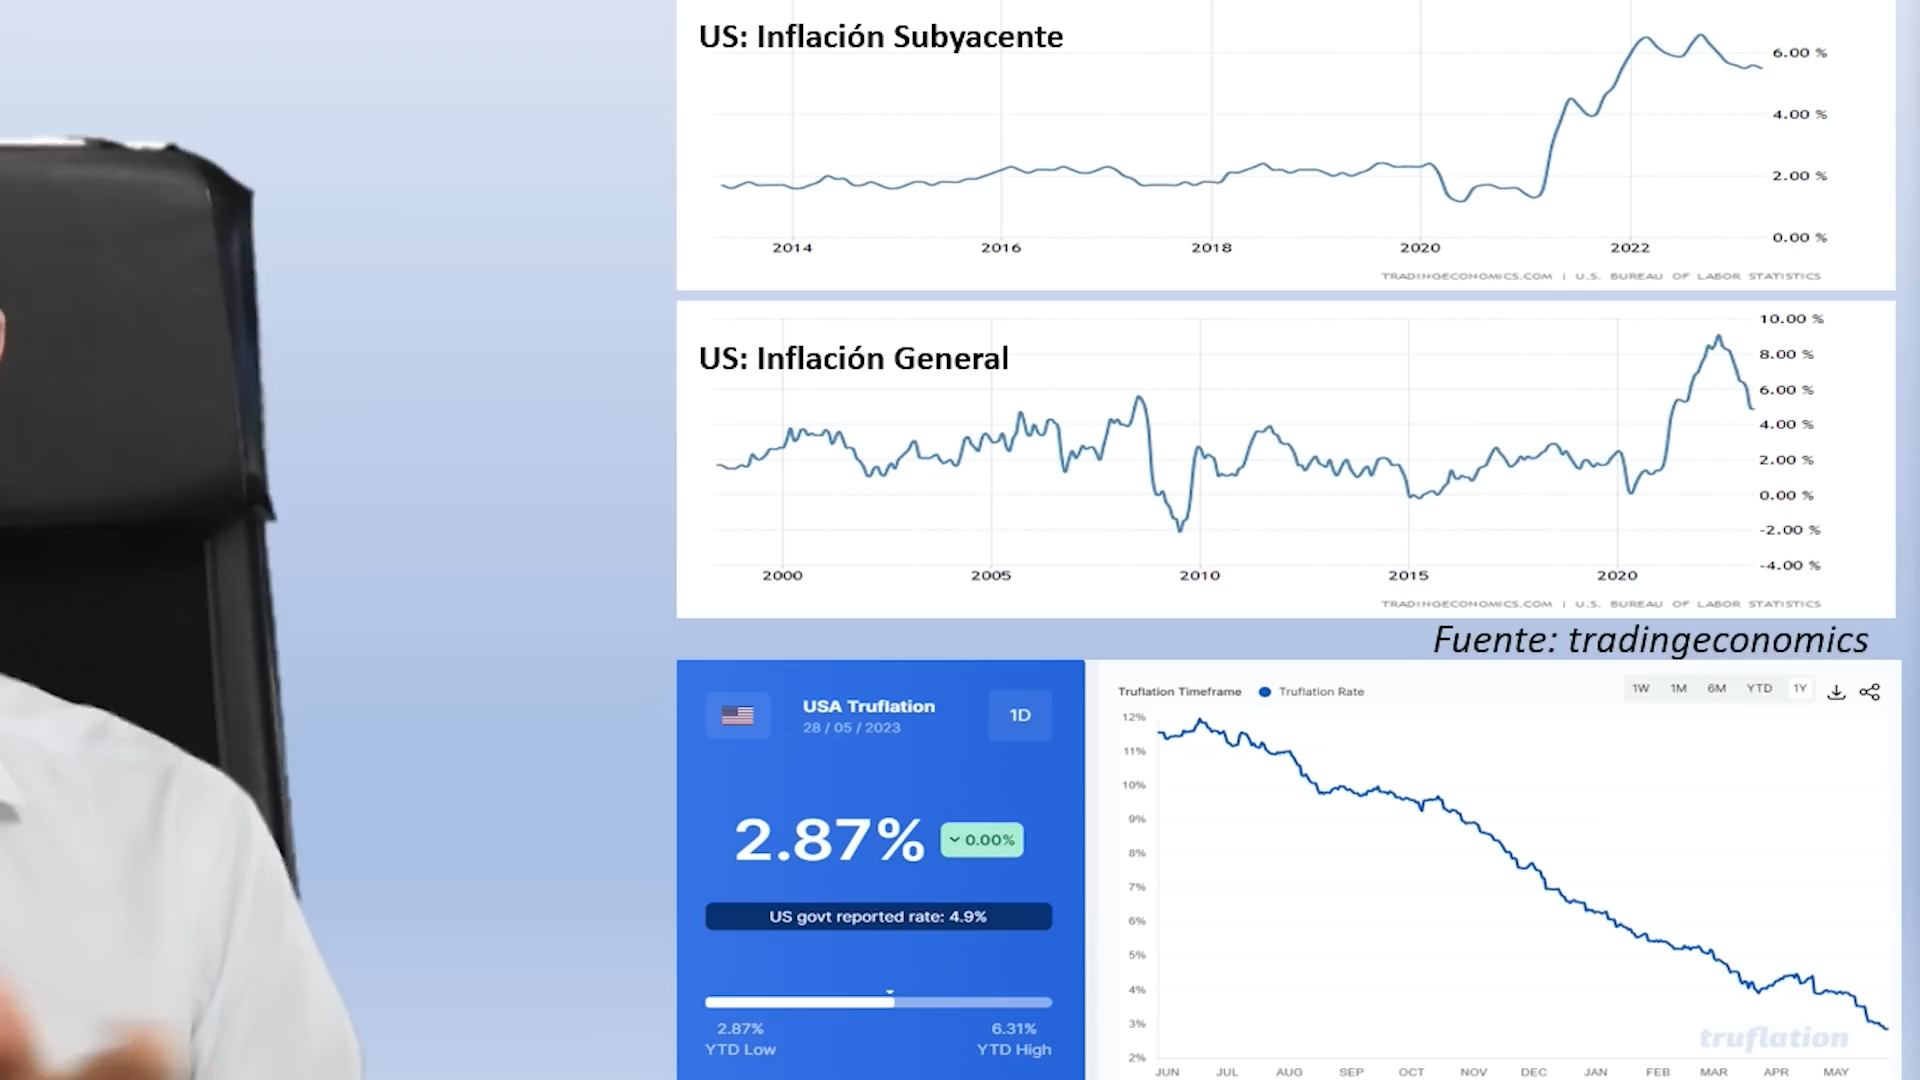 US: Inflación Subyacente
6.00 %
4.00 %
2.00 %
0.00 %
2014 2016 2018 2020 2022
TRADINGECONOMICS.COM | U.S. BUREAU OF LABOR STATISTICS
US: Inflación General
10.00 %
8.00 %
6.00 %
4.00 %
2.00 %
0.00 %
-2.00 %
-4.00 %
2000 2005 2010 2015 2020
TRADINGECONOMICS.COM | U.S. BUREAU OF LABOR STATISTICS
Fuente: tradingeconomics
USA Truflation
28 / 05 / 2023
1D
2.87%
0.00%
US govt reported rate: 4.9%
2.87%
YTD Low
6.31%
YTD High
Truflation Timeframe Truflation Rate
1W 1M 6M YTD 1Y
12%
11%
10%
9%
8%
7%
6%
5%
4%
3%
2%
truflation
JUN JUL AUG SEP OCT NOV DEC JAN FEB MAR APR MAY